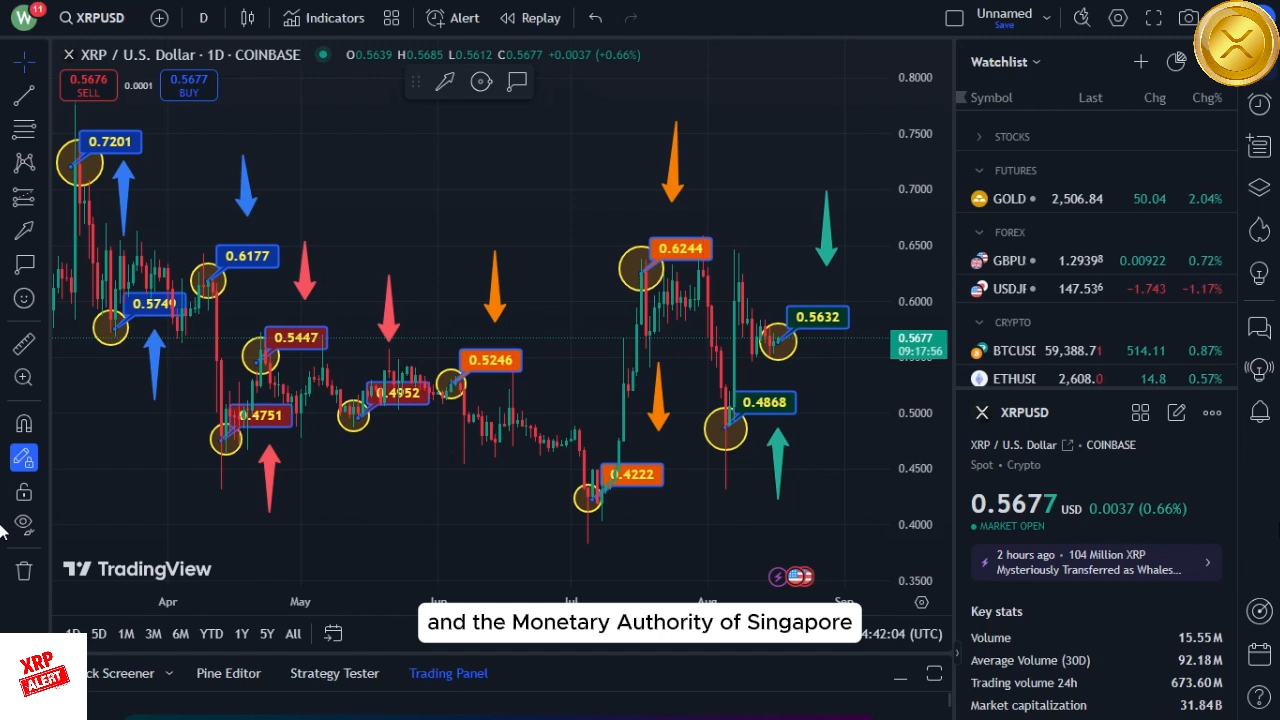 W
11
XRPUSD
D
Indicators
Alert
Replay
Unnamed
Save
XRP / U.S. Dollar · 1D · COINBASE
O0.5639 H0.5685 L0.5612 C0.5677 +0.0037 (+0.66%)
0.5676
SELL
0.0001
0.5677
BUY
0.7201
0.5749
0.6177
0.4751
0.5447
0.4952
0.5246
0.4222
0.6244
0.4868
0.5632
0.8000
0.7500
0.7000
0.6500
0.6000
0.5677
09:17:56
0.5000
0.4500
0.4000
0.3500
TradingView
Apr
May
Jun
Jul
Aug
Sep
and the Monetary Authority of Singapore
1D 5D 1M 3M 6M YTD 1Y 5Y All
4:42:04 (UTC)
XRP
ALERT
ck Screener
Pine Editor
Strategy Tester
Trading Panel
Watchlist
Symbol Last Chg Chg%
STOCKS
FUTURES
GOLD 2,506.84 50.04 2.04%
FOREX
GBPU 1.29398 0.00922 0.72%
USDJF 147.536 −1.743 −1.17%
CRYPTO
BTCUSI 59,388.71 514.11 0.87%
ETHUSI 2,608.0 14.8 0.57%
XRPUSD
XRP / U.S. Dollar • COINBASE
Spot • Crypto
0.5677 USD 0.0037 (0.66%)
MARKET OPEN
2 hours ago • 104 Million XRP
Mysteriously Transferred as Whales...
Key stats
Volume 15.55M
Average Volume (30D) 92.18M
Trading volume 24h 673.60M
Market capitalization 31.84B